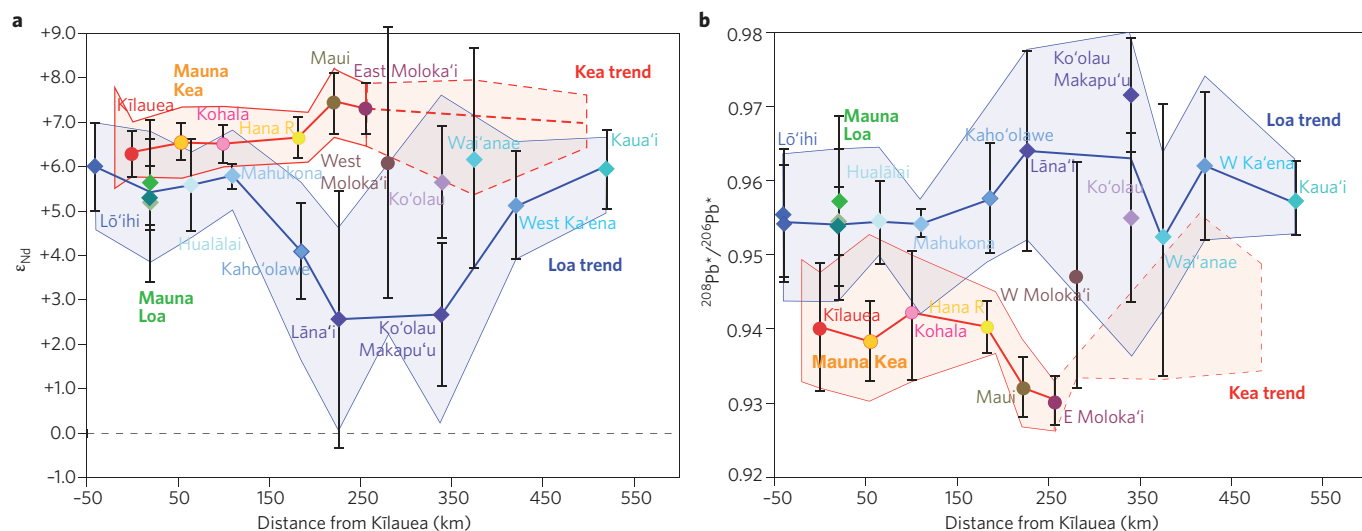 a
+9.0
+8.0
+7.0
+6.0
+5.0
+4.0
+3.0
+2.0
+1.0
0.0
-1.0
εNd
–50
50
150
250
350
450
550
Distance from Kīlauea (km)
Mauna
Kea
Kīlauea
Kohala
Hana R
Maui
East Moloka‘i
Kea trend
West
Moloka‘i
Wai‘anae
Kaua‘i
Mahukona
Ko‘olau
Lō‘ihi
Hualālai
Kaho‘olawe
West Ka‘ena
Loa trend
Mauna
Loa
Lāna‘i
Ko‘olau
Makapu‘u
b
0.98
0.97
0.96
0.95
0.94
0.93
0.92
208Pb*/206Pb*
–50
50
150
250
350
450
550
Distance from Kīlauea (km)
Ko‘olau
Makapu‘u
Mauna
Loa
Lō‘ihi
Kaho‘olawe
Loa trend
Hualālai
Lāna‘i
W Ka‘ena
Ko‘olau
Kaua‘i
Mahukona
Wai‘anae
W Moloka‘i
Kīlauea
Hana R
Kohala
Mauna Kea
Maui
Kea trend
E Moloka‘i